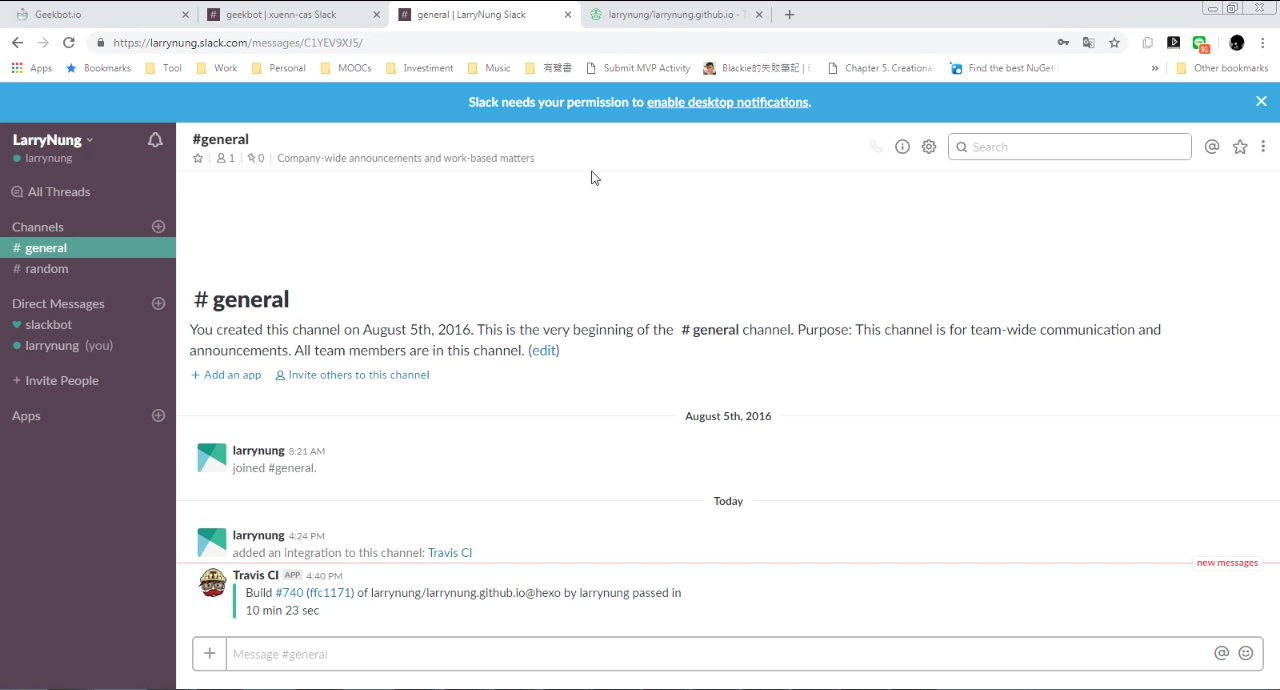 Geekbot.io
geekbot | xuenn-cas Slack
general | LarryNung Slack
larrynung/larrynung.github.io - T
https://larrynung.slack.com/messages/C1YEV9XJ5/
91
Apps
Bookmarks
Tool
Work
Personal
MOOCs
Investiment
Music
有聲書
Submit MVP Activity
Blackie的失敗筆記 |
Chapter 5. Creationa
Find the best NuGet
»
Other bookmarks
Slack needs your permission to enable desktop notifications.
LarryNung
larrynung
All Threads
Channels
# general
# random
Direct Messages
slackbot
larrynung (you)
+ Invite People
Apps
#general
1 | 0 | Company-wide announcements and work-based matters
Search
# general
You created this channel on August 5th, 2016. This is the very beginning of the # general channel. Purpose: This channel is for team-wide communication and
announcements. All team members are in this channel. (edit)
+ Add an app
Invite others to this channel
August 5th, 2016
larrynung 8:21 AM
joined #general.
Today
larrynung 4:24 PM
added an integration to this channel: Travis CI
new messages
Travis CI APP 4:40 PM
Build #740 (ffc1171) of larrynung/larrynung.github.io@hexo by larrynung passed in
10 min 23 sec
+ Message #general